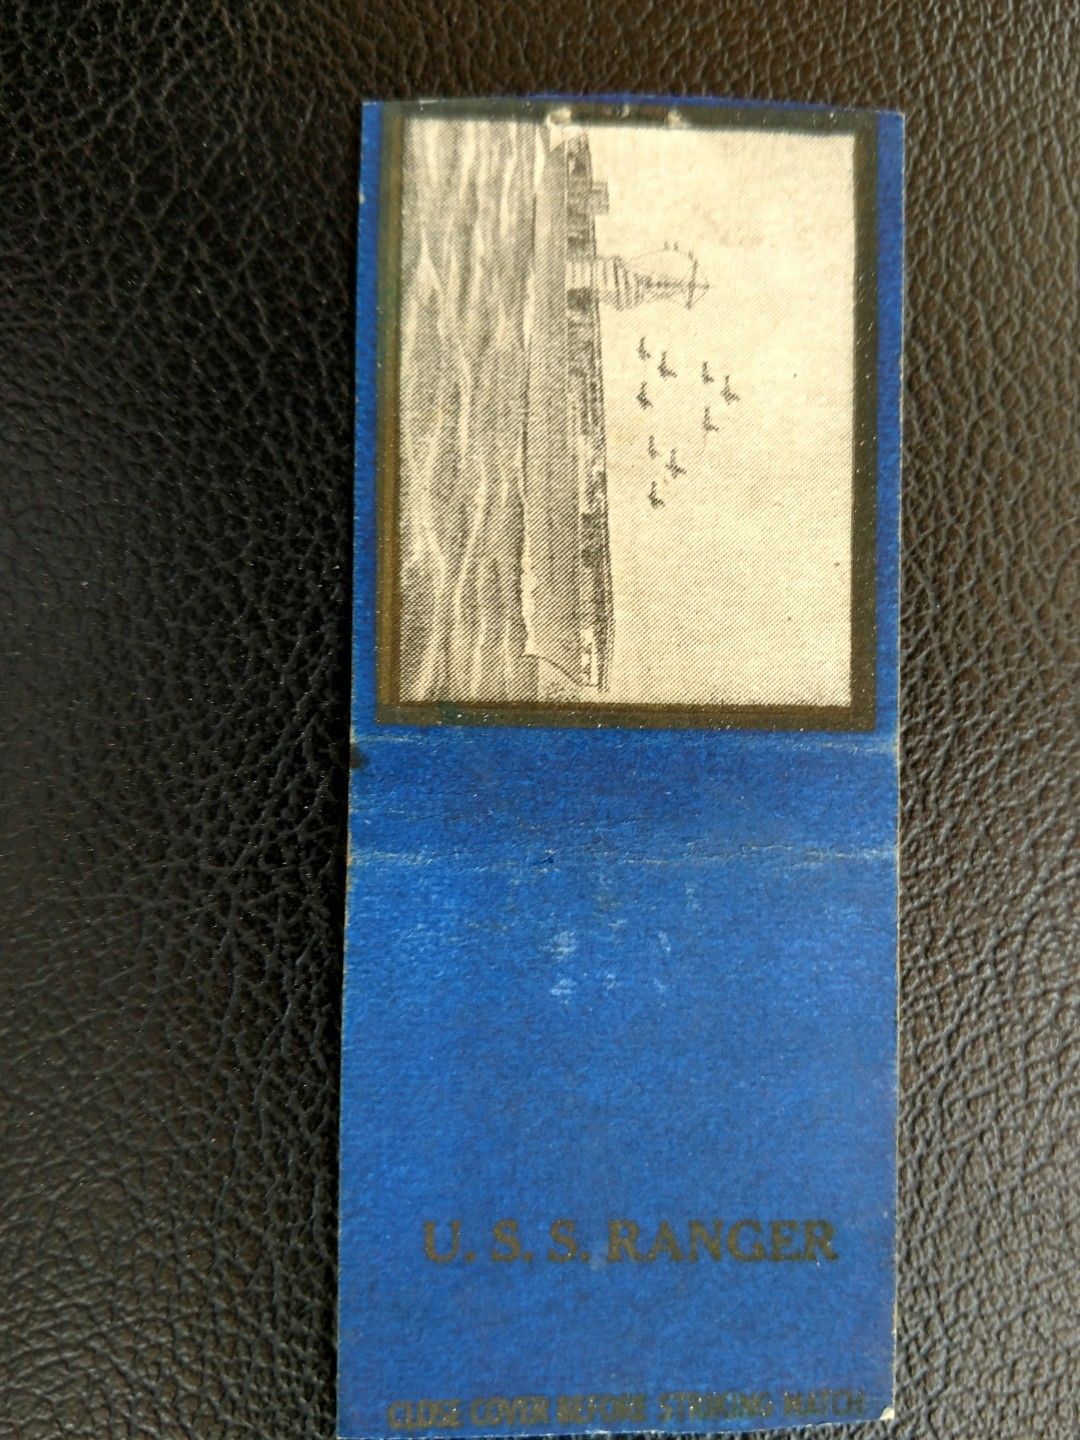 U. S. S. RANGER
CLOSE COVER BEFORE STRIKING MATCH